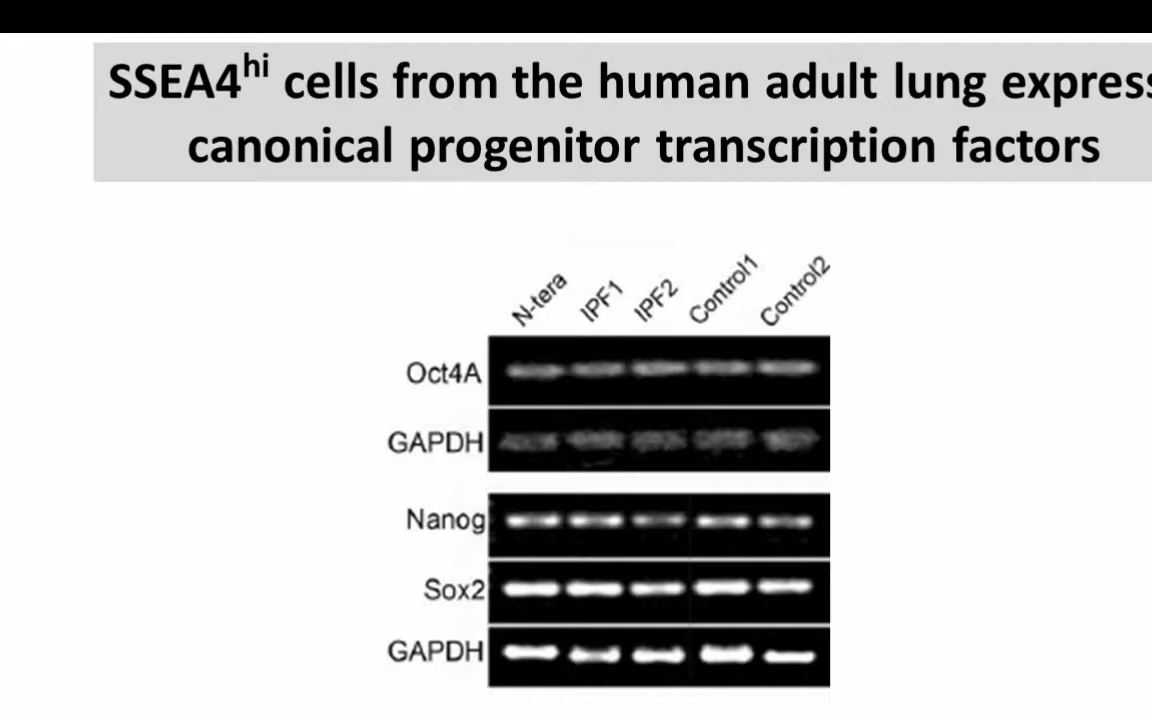 SSEA4hi cells from the human adult lung express
canonical progenitor transcription factors
N-tera IPF1 IPF2 Control1 Control2
Oct4A
GAPDH
Nanog
Sox2
GAPDH